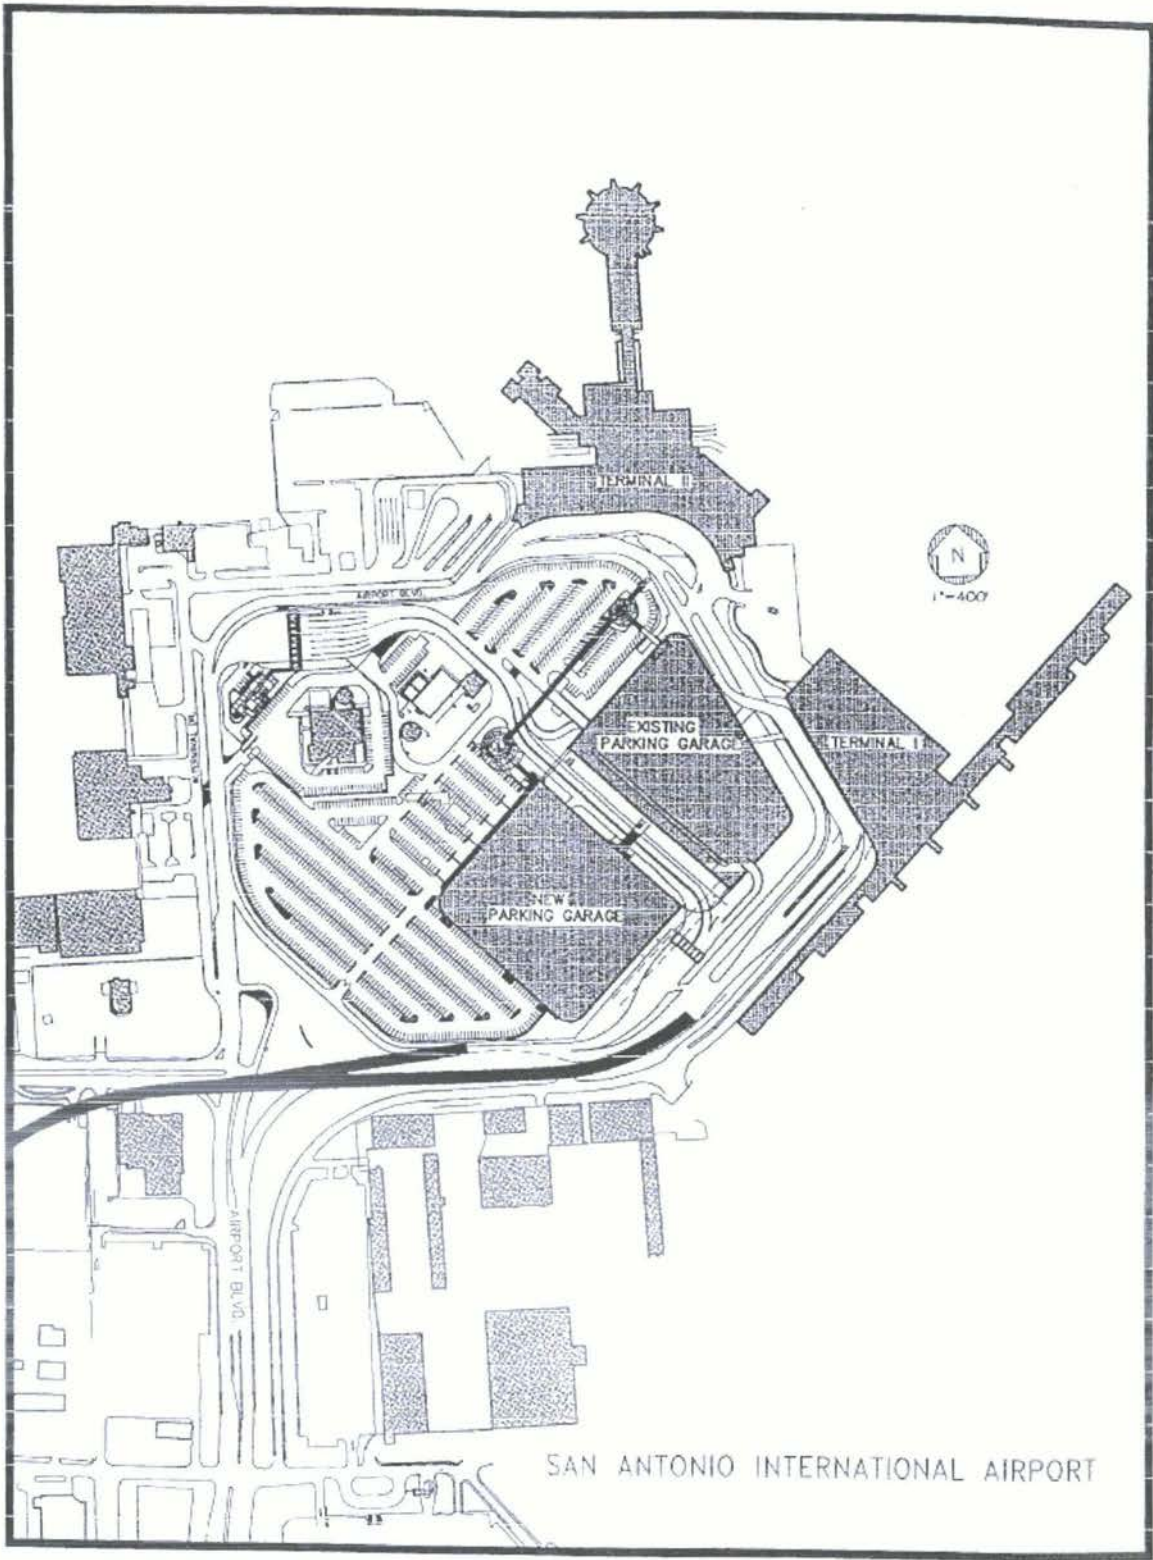 TERMINAL II
N
1"=400'
AIRPORT BLVD.
EXISTING
PARKING GARAGE
TERMINAL I
NEW
PARKING GARAGE
AIRPORT BLVD.
SAN ANTONIO INTERNATIONAL AIRPORT